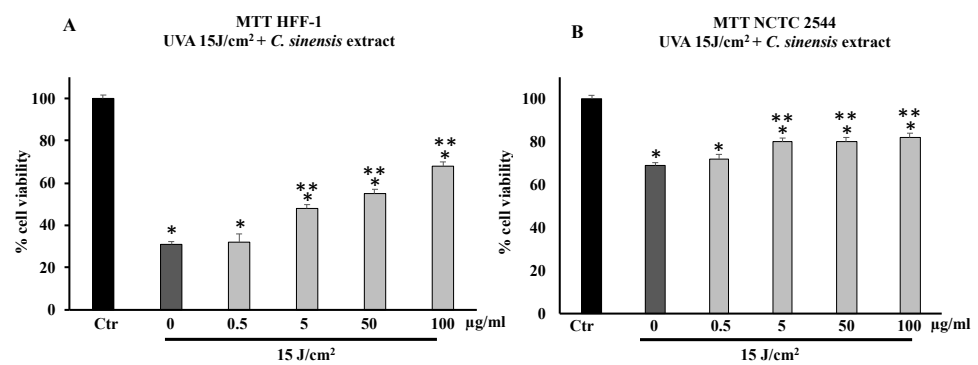 A
MTT HFF-1
UVA 15J/cm² + C. sinensis extract
% cell viability
100
80
60
40
20
0
*
*
**
*
**
*
**
*
Ctr 0 0.5 5 50 100 µg/ml
15 J/cm²
B
MTT NCTC 2544
UVA 15J/cm² + C. sinensis extract
% cell viability
100
80
60
40
20
0
*
*
**
*
**
*
**
*
Ctr 0 0.5 5 50 100 µg/ml
15 J/cm²